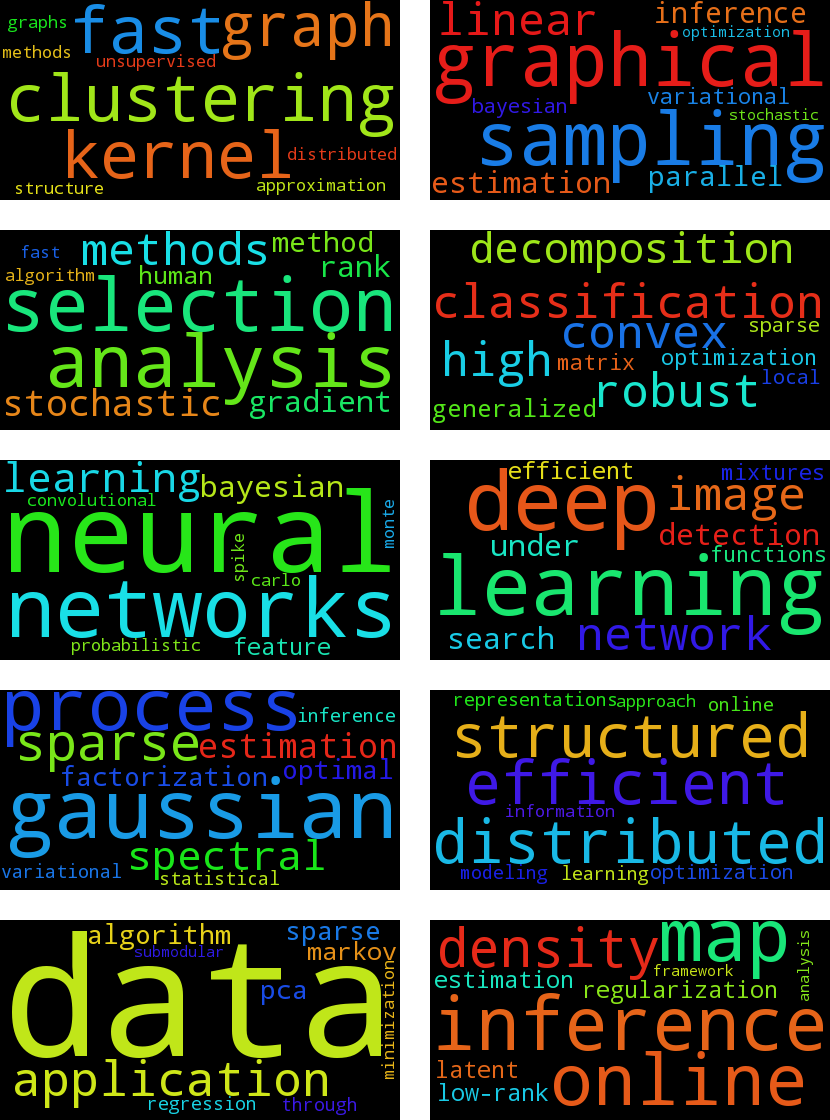 graphs fast graph
methods unsupervised
clustering
kernel distributed
structure approximation
linear inference
optimization
graphical
bayesian variational
stochastic
sampling
estimation parallel
fast methods method
algorithm human rank
selection
analysis
stochastic gradient
decomposition
classification
convex sparse
high matrix optimization
robust local
generalized
learning bayesian
convolutional
neural monte
spike carlo
networks
probabilistic feature
efficient mixtures
deep image
under detection
functions
learning
search network
process inference
sparse estimation
factorization optimal
gaussian
spectral
variational statistical
representations approach online
structured
efficient
information
distributed
modeling learning optimization
algorithm sparse
submodular markov
data pca minimization
application
regression through
density map analysis
estimation framework
regularization
inference
latent online
low-rank